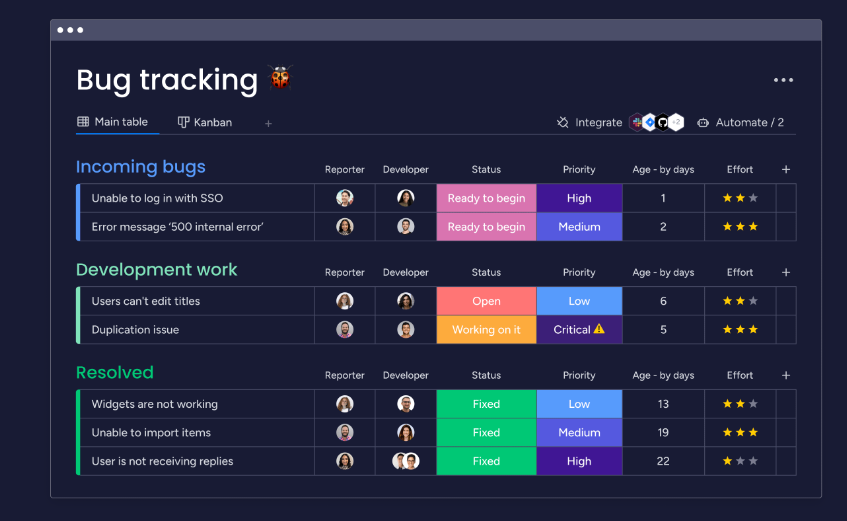 Bug tracking
Main table Kanban + Integrate +2 Automate / 2
Incoming bugs Reporter Developer Status Priority Age - by days Effort +
Unable to log in with SSO Ready to begin High 1
Error message ‘500 internal error’ Ready to begin Medium 2
Development work Reporter Developer Status Priority Age - by days Effort +
Users can't edit titles Open Low 6
Duplication issue Working on it Critical 5
Resolved Reporter Developer Status Priority Age - by days Effort +
Widgets are not working Fixed Low 13
Unable to import items Fixed Medium 19
User is not receiving replies Fixed High 22